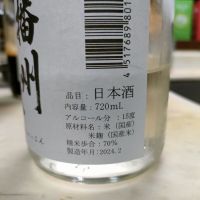 播州
4517689801
品目：日本酒
内容量：720mL
アルコール分：15度
原材料名：米（国産）
米麹（国産米）
精米歩合：70%
製造年月：2024.2